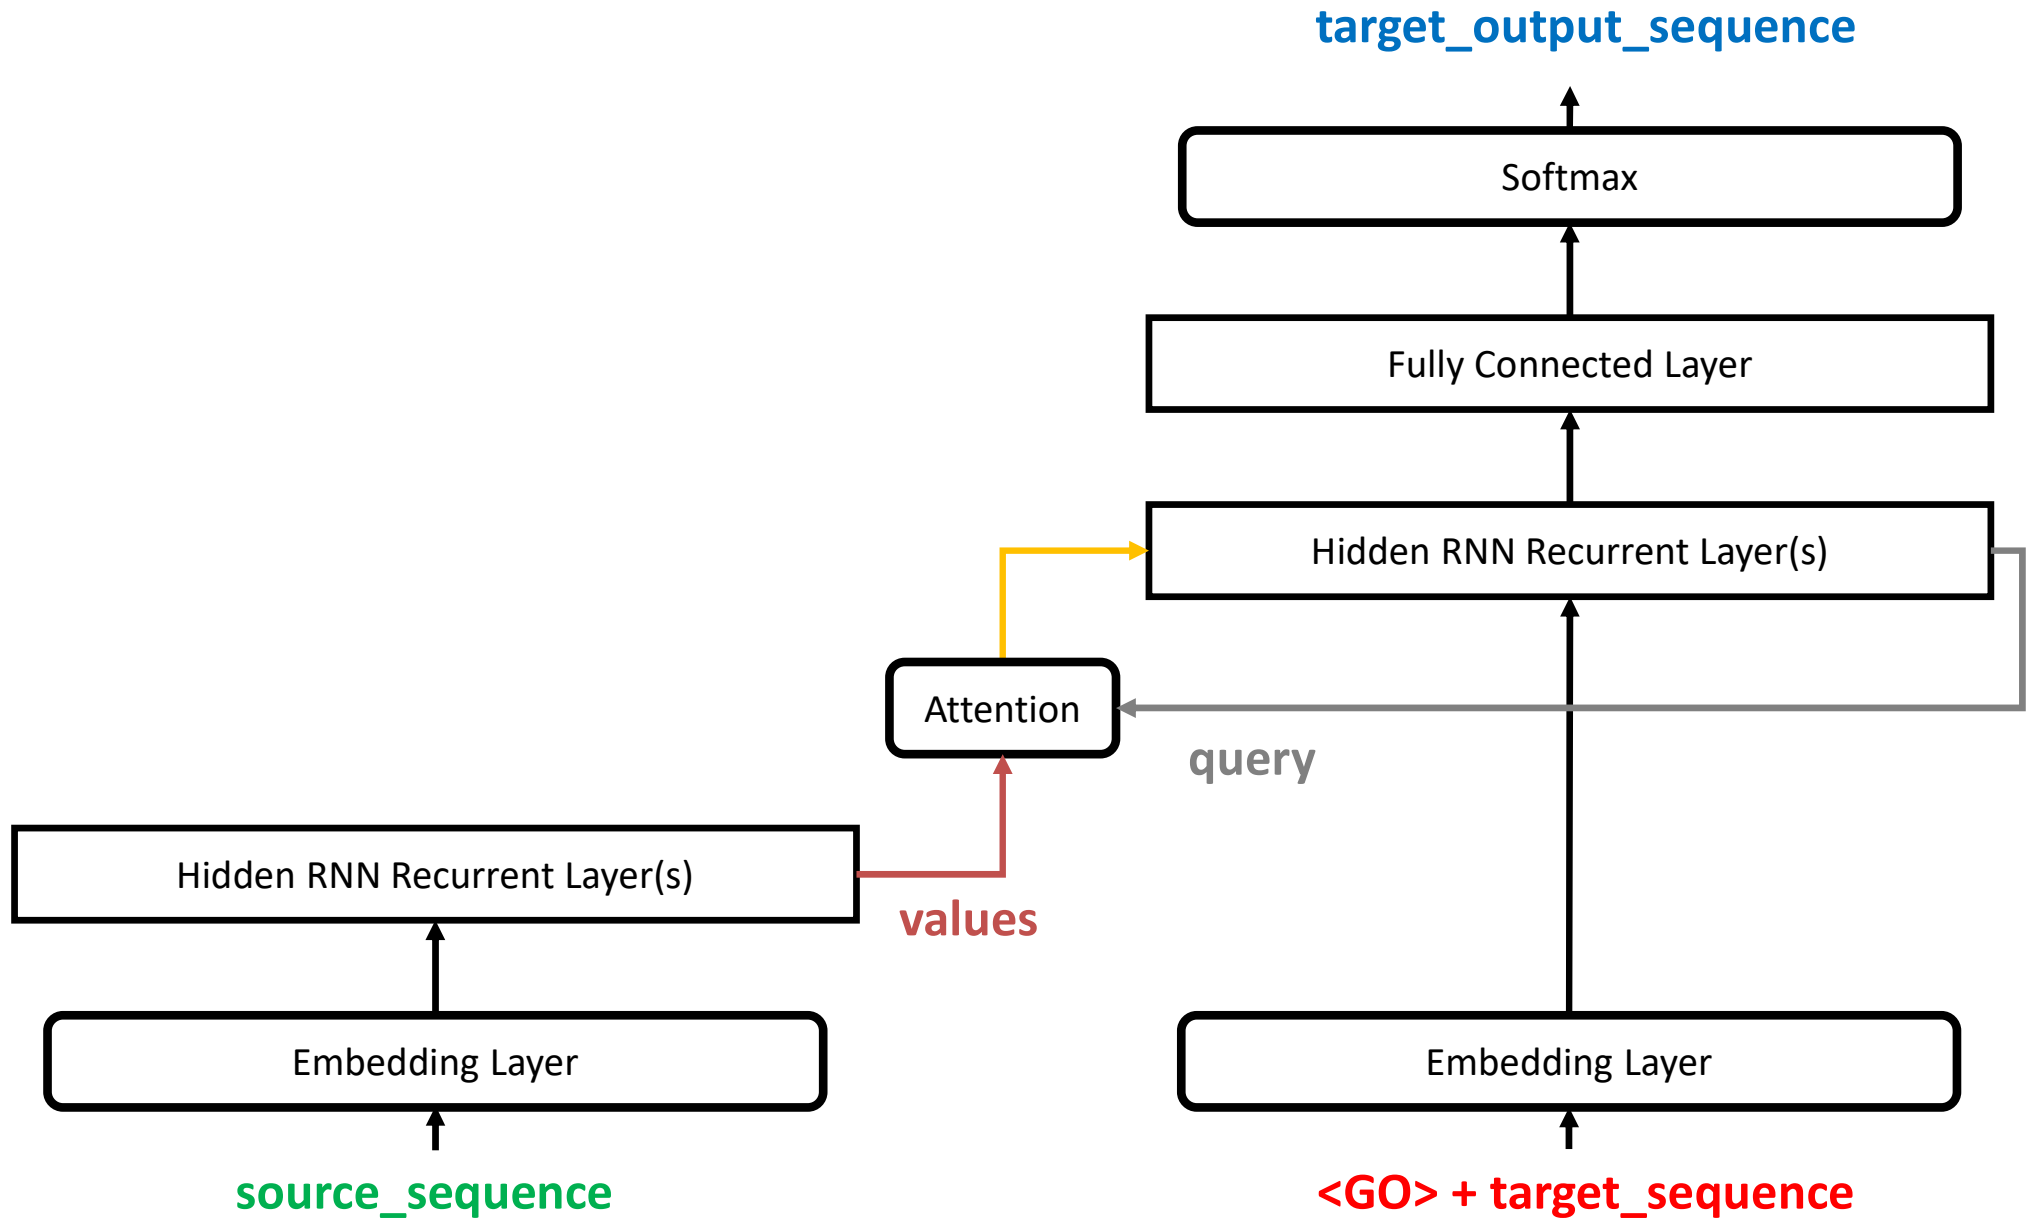 target_output_sequence
Softmax
Fully Connected Layer
Hidden RNN Recurrent Layer(s)
Attention
query
Hidden RNN Recurrent Layer(s)
values
Embedding Layer
Embedding Layer
source_sequence
<GO> + target_sequence